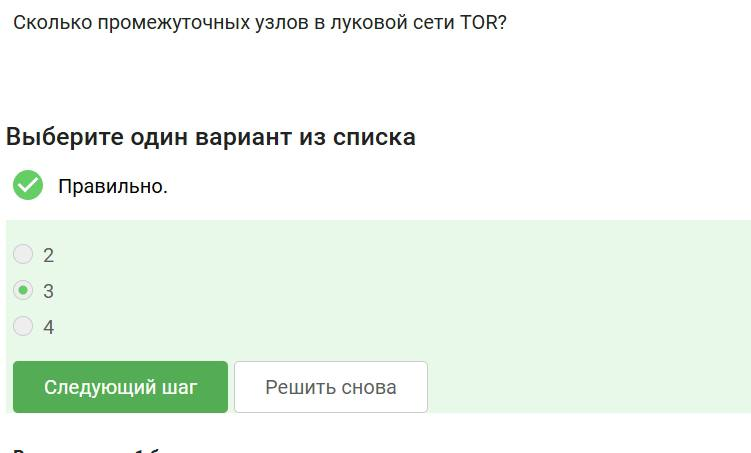 Сколько промежуточных узлов в луковой сети TOR?
Выберите один вариант из списка
Правильно.
2
3
4
Следующий шаг
Решить снова